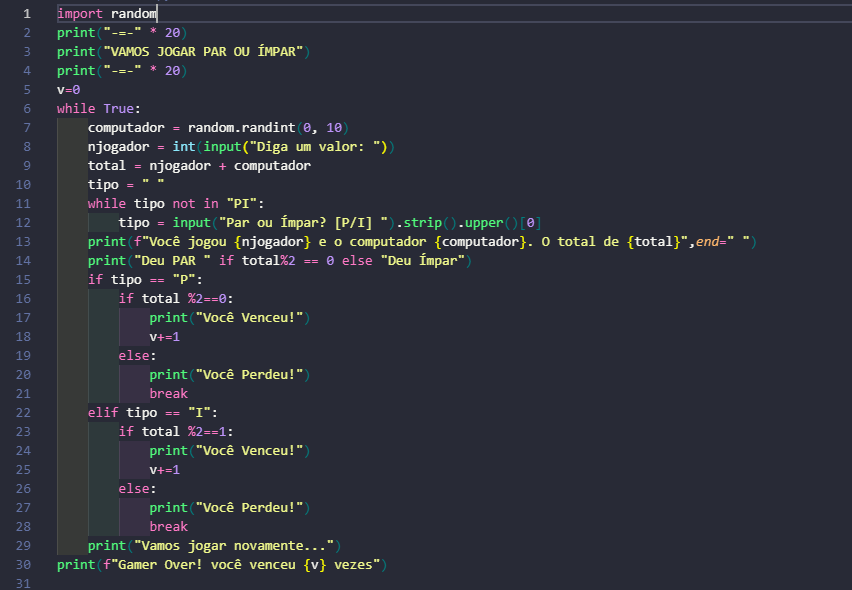 1 import random
2 print("-=-" * 20)
3 print("VAMOS JOGAR PAR OU ÍMPAR")
4 print("-=-" * 20)
5 v=0
6 while True:
7     computador = random.randint(0, 10)
8     njogador = int(input("Diga um valor: "))
9     total = njogador + computador
10     tipo = " "
11     while tipo not in "PI":
12         tipo = input("Par ou Ímpar? [P/I] ").strip().upper()[0]
13     print(f"Você jogou {njogador} e o computador {computador}. O total de {total}",end=" ")
14     print("Deu PAR " if total%2 == 0 else "Deu Ímpar")
15     if tipo == "P":
16         if total %2==0:
17             print("Você Venceu!")
18             v+=1
19         else:
20             print("Você Perdeu!")
21             break
22     elif tipo == "I":
23         if total %2==1:
24             print("Você Venceu!")
25             v+=1
26         else:
27             print("Você Perdeu!")
28             break
29     print("Vamos jogar novamente...")
30 print(f"Gamer Over! você venceu {v} vezes")
31